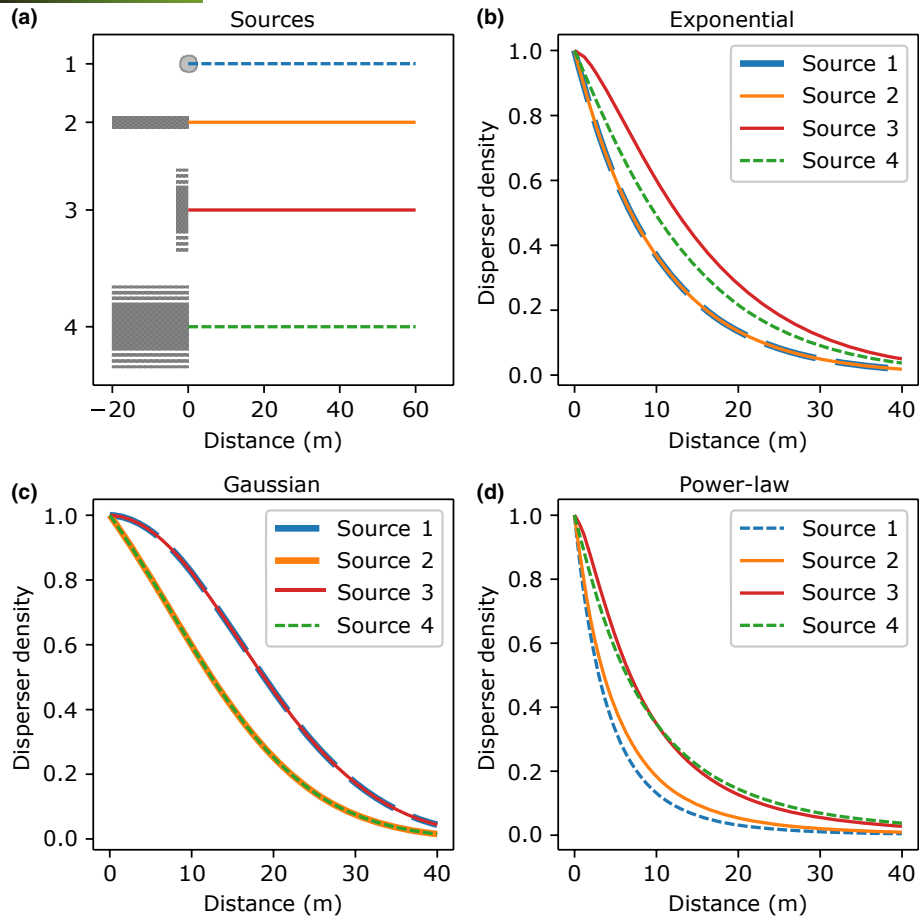 (a)
Sources
1
2
3
4
−20
0
20
40
60
Distance (m)
(b)
Exponential
Disperser density
1.0
0.8
0.6
0.4
0.2
0.0
Source 1
Source 2
Source 3
Source 4
0
10
20
30
40
Distance (m)
(c)
Gaussian
Disperser density
1.0
0.8
0.6
0.4
0.2
0.0
Source 1
Source 2
Source 3
Source 4
0
10
20
30
40
Distance (m)
(d)
Power-law
Disperser density
1.0
0.8
0.6
0.4
0.2
0.0
Source 1
Source 2
Source 3
Source 4
0
10
20
30
40
Distance (m)